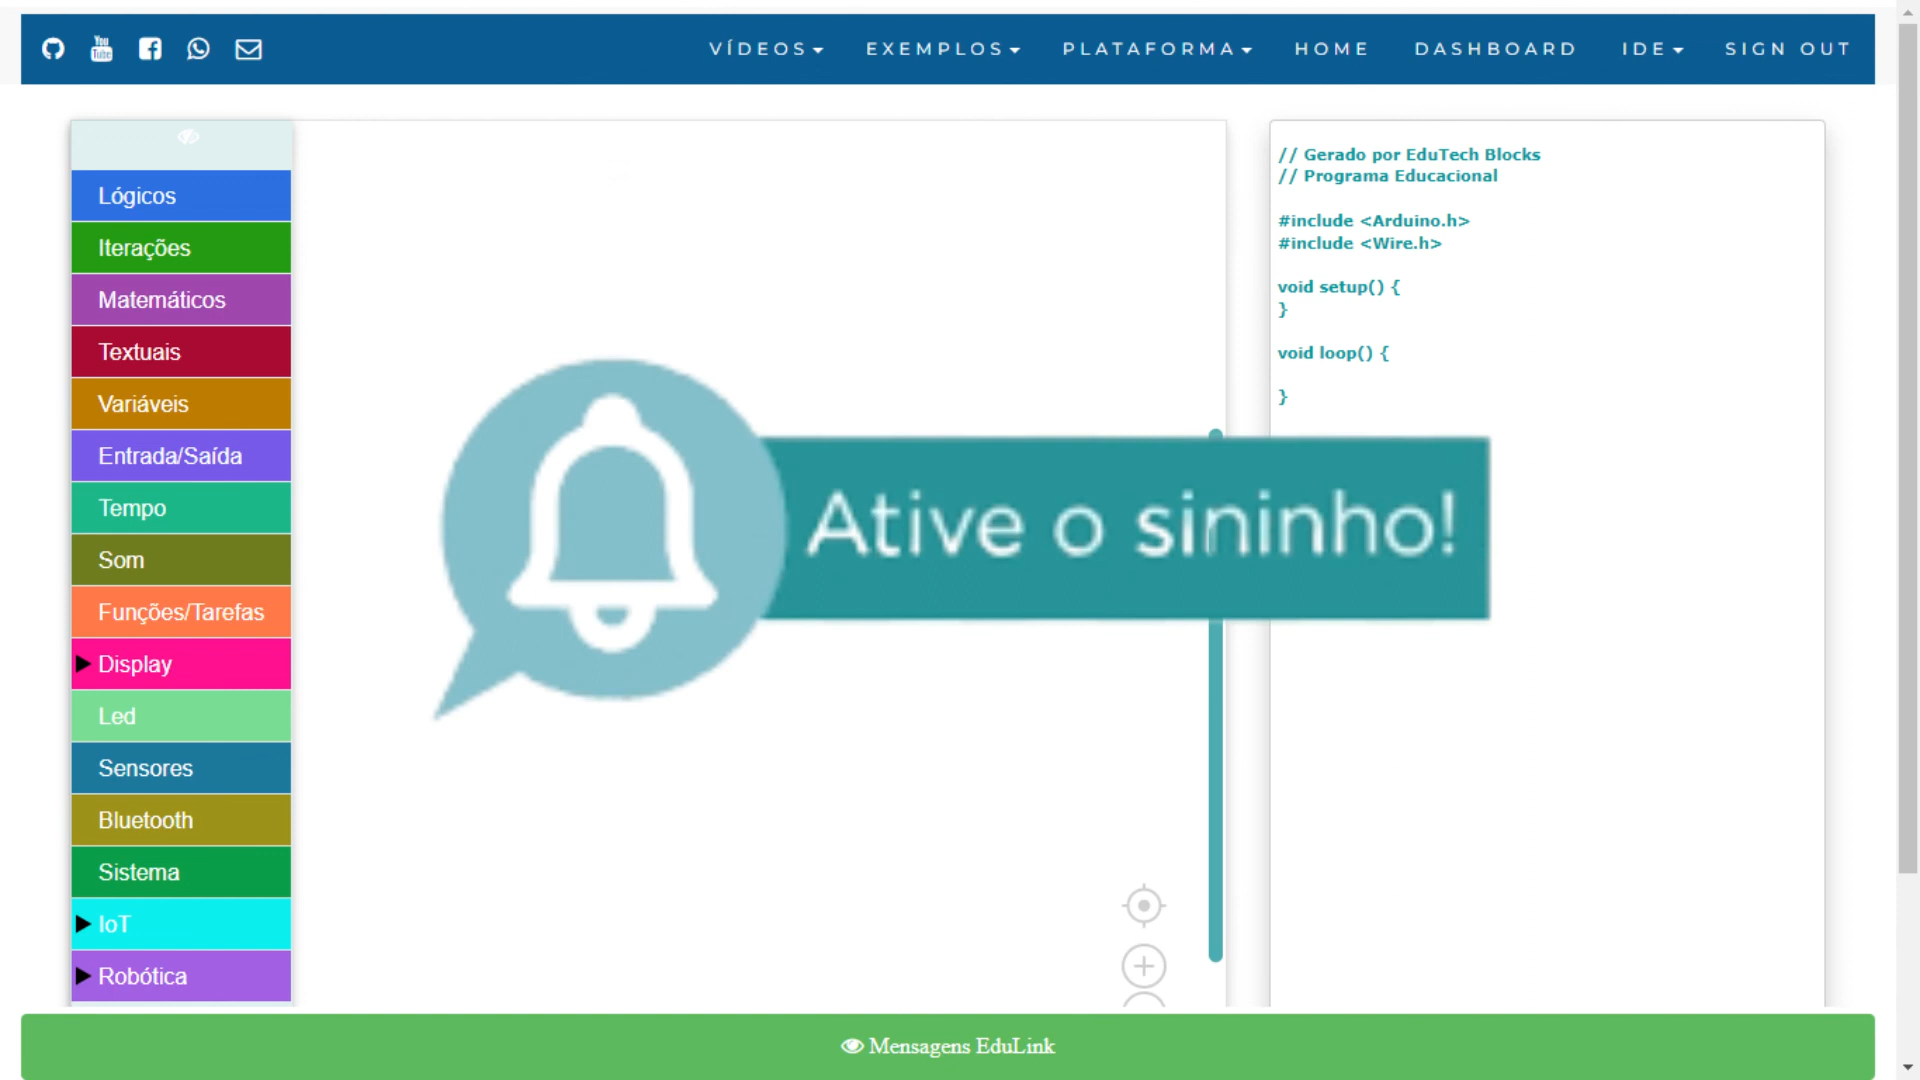 You
Tube
VÍDEOS
EXEMPLOS
PLATAFORMA
HOME
DASHBOARD
IDE
SIGN OUT
Lógicos
Iterações
Matemáticos
Textuais
Variáveis
Entrada/Saída
Tempo
Som
Funções/Tarefas
Display
Led
Sensores
Bluetooth
Sistema
IoT
Robótica
Ative o sininho!
// Gerado por EduTech Blocks
// Programa Educacional
#include <Arduino.h>
#include <Wire.h>
void setup() {
}
void loop() {
}
Mensagens EduLink